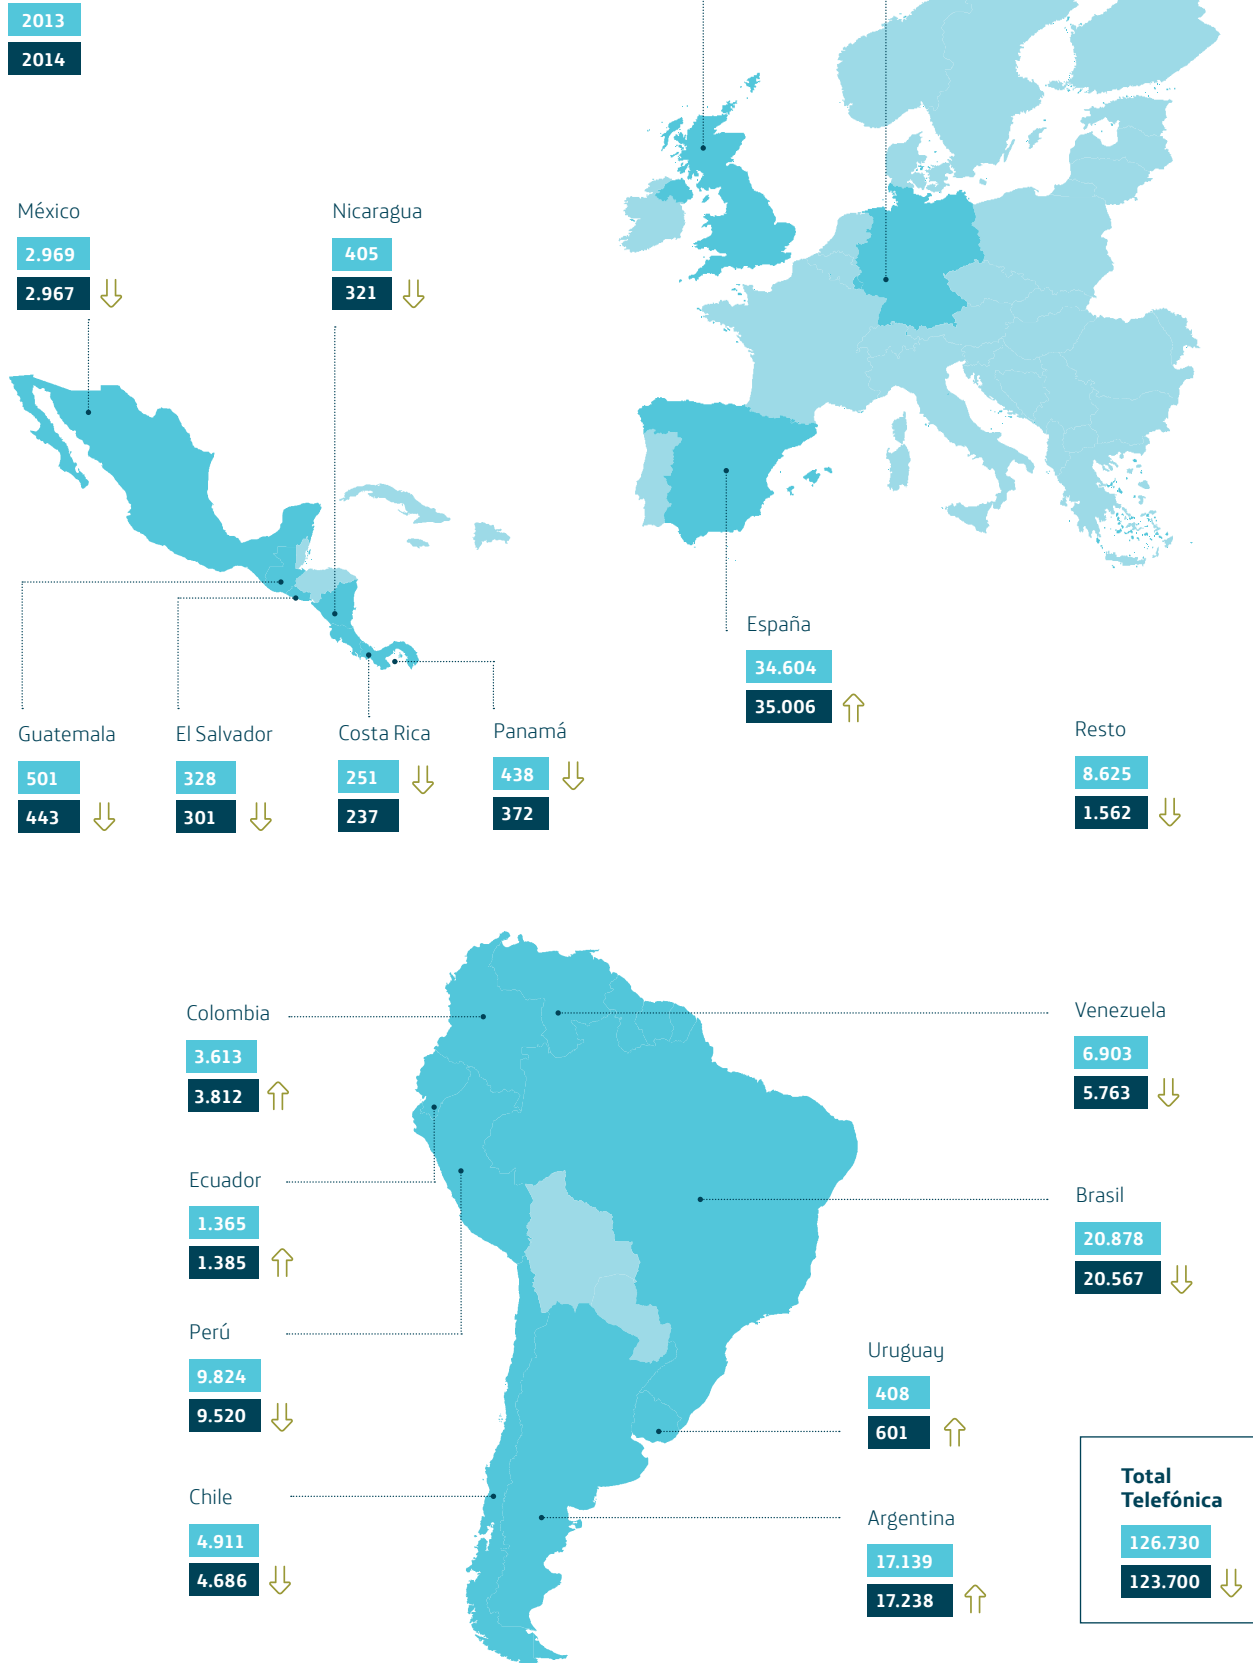 2013
2014
México
2.969
2.967
Nicaragua
405
321
España
34.604
35.006
Guatemala
501
443
El Salvador
328
301
Costa Rica
251
237
Panamá
438
372
Resto
8.625
1.562
Colombia
3.613
3.812
Venezuela
6.903
5.763
Ecuador
1.365
1.385
Brasil
20.878
20.567
Perú
9.824
9.520
Uruguay
408
601
Chile
4.911
4.686
Argentina
17.139
17.238
Total
Telefónica
126.730
123.700